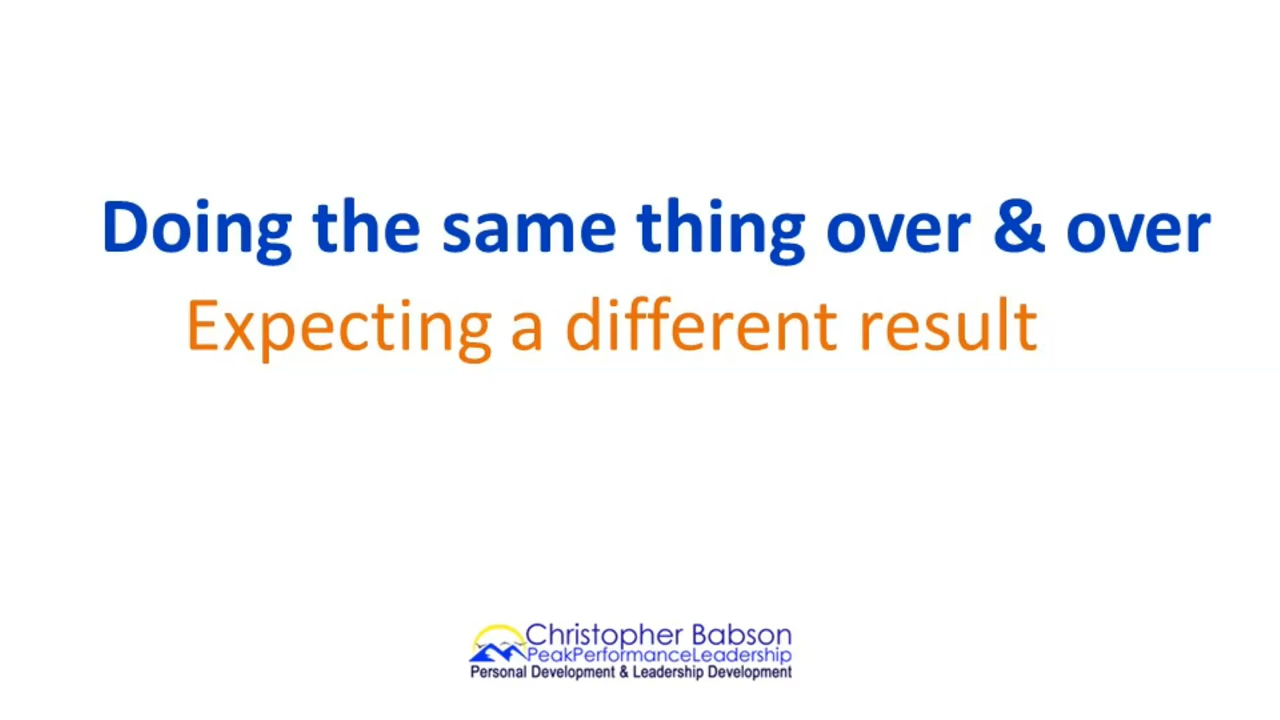 Doing the same thing over & over
Expecting a different result
Christopher Babson
PeakPerformanceLeadership
Personal Development & Leadership Development